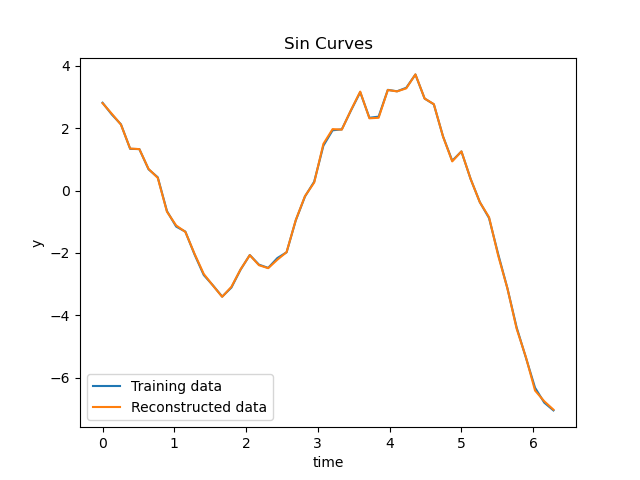 Sin Curves
4
2
0
−2
−4
−6
y
Training data
Reconstructed data
0 1 2 3 4 5 6
time